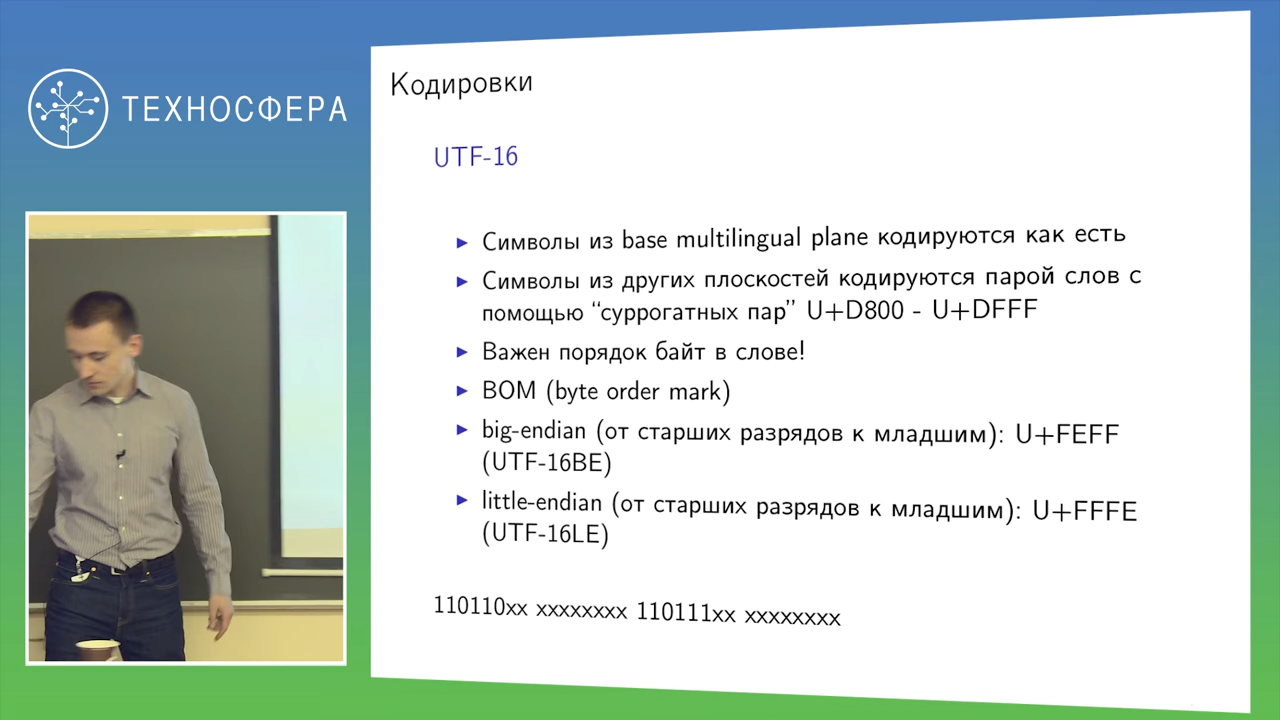 ТЕХНОСФЕРА
Кодировки
UTF-16
Символы из base multilingual plane кодируются как есть
Символы из других плоскостей кодируются парой слов с
помощью “суррогатных пар” U+D800 - U+DFFF
Важен порядок байт в слове!
BOM (byte order mark)
big-endian (от старших разрядов к младшим): U+FEFF
(UTF-16BE)
little-endian (от старших разрядов к младшим): U+FFFE
(UTF-16LE)
110110xx xxxxxxxx 110111xx xxxxxxxx